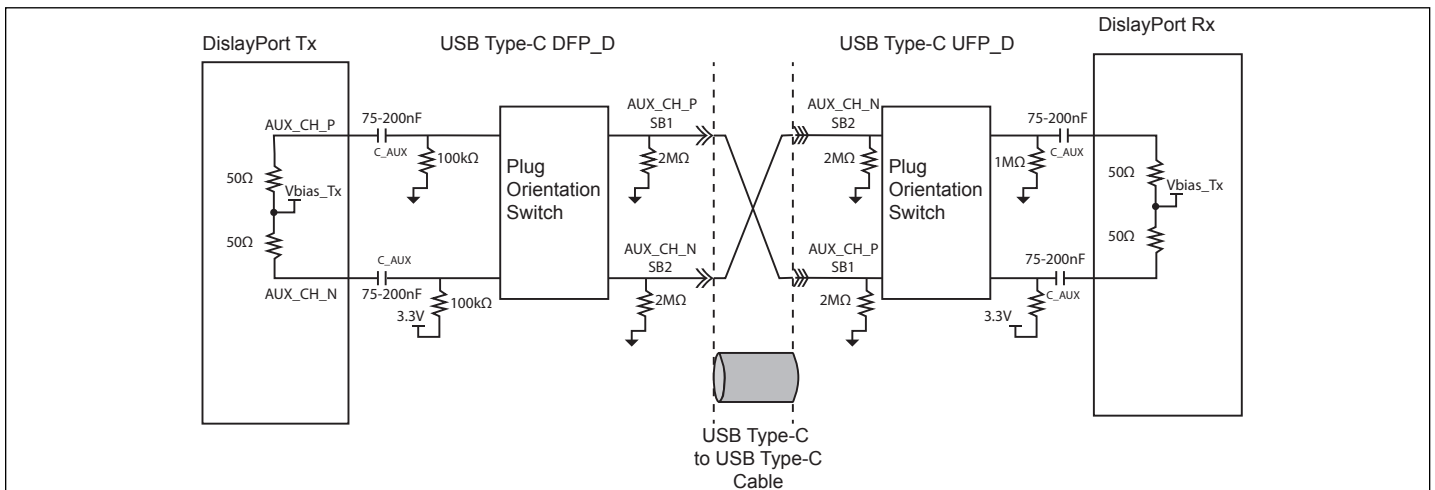 DislayPort Tx
USB Type-C DFP_D
USB Type-C UFP_D
DislayPort Rx
AUX_CH_P
75-200nF
C_AUX
100kΩ
50Ω
Vbias_Tx
50Ω
C_AUX
AUX_CH_N
75-200nF
100kΩ
3.3V
Plug
Orientation
Switch
AUX_CH_P
SB1
2MΩ
AUX_CH_N
SB2
2MΩ
AUX_CH_N
SB2
2MΩ
AUX_CH_P
SB1
2MΩ
Plug
Orientation
Switch
75-200nF
C_AUX
1MΩ
50Ω
Vbias_Tx
50Ω
75-200nF
C_AUX
3.3V
USB Type-C
to USB Type-C
Cable